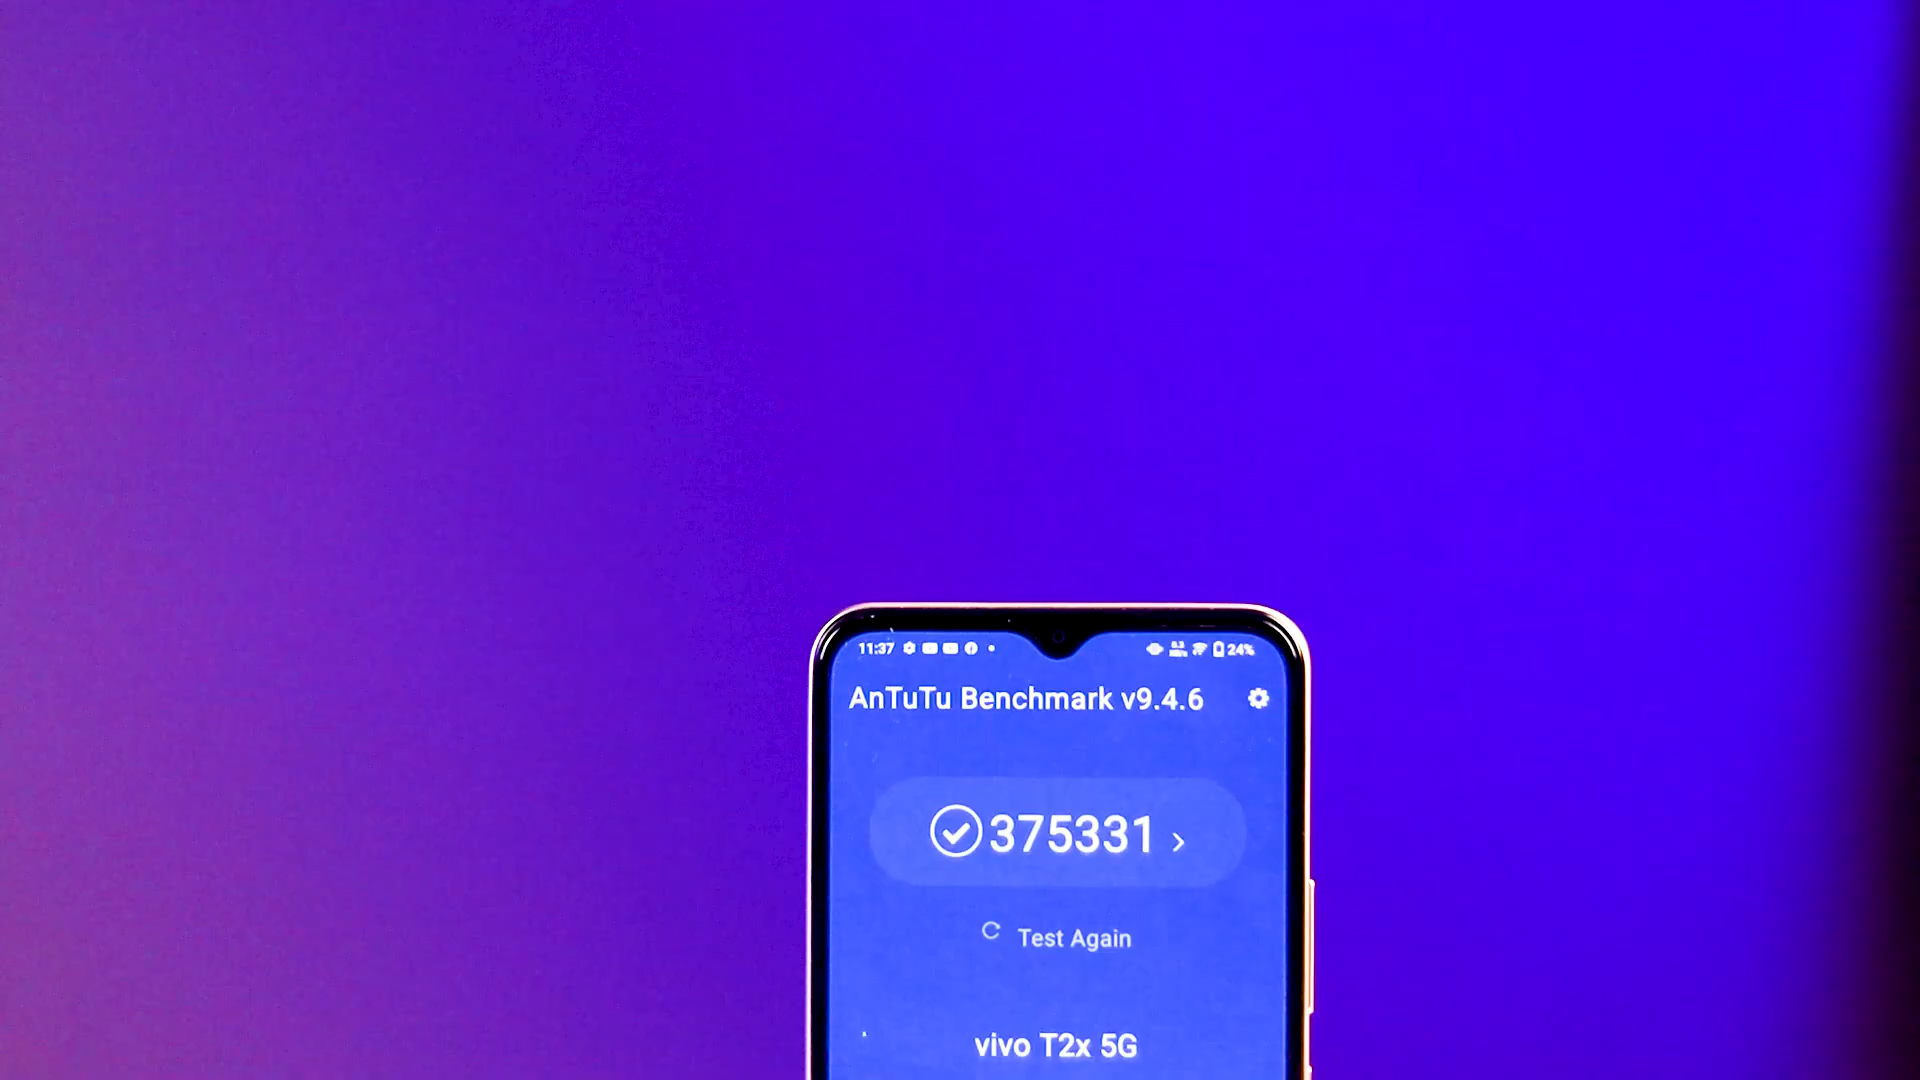 11:37 24%
AnTuTu Benchmark v9.4.6
375331
Test Again
vivo T2x 5G